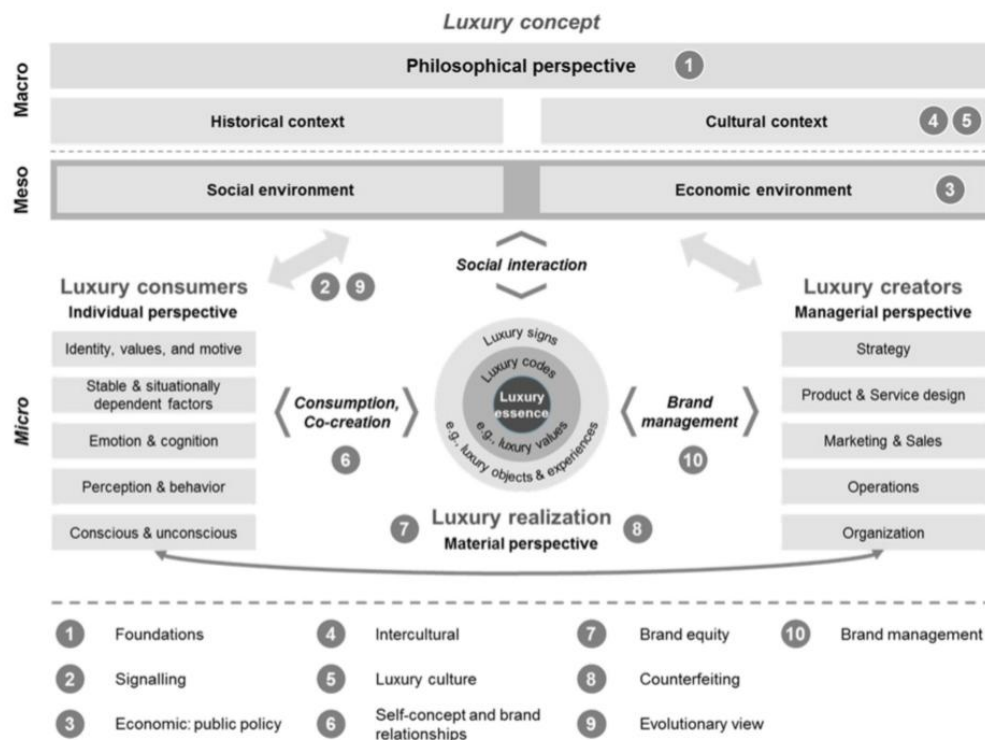 Luxury concept
Macro
Philosophical perspective 1
Historical context
Cultural context 4 5
Meso
Social environment
Economic environment 3
Social interaction
2 9
Luxury consumers
Individual perspective
Micro
Identity, values, and motive
Stable & situationally
dependent factors
Emotion & cognition
Perception & behavior
Conscious & unconscious
Consumption,
Co-creation
6
Luxury signs
Luxury codes
Luxury
essence
e.g., luxury values
e.g., luxury objects & experiences
Brand
management
10
7 Luxury realization 8
Material perspective
Luxury creators
Managerial perspective
Strategy
Product & Service design
Marketing & Sales
Operations
Organization
1 Foundations
2 Signalling
3 Economic: public policy
4 Intercultural
5 Luxury culture
6 Self-concept and brand
relationships
7 Brand equity
8 Counterfeiting
9 Evolutionary view
10 Brand management